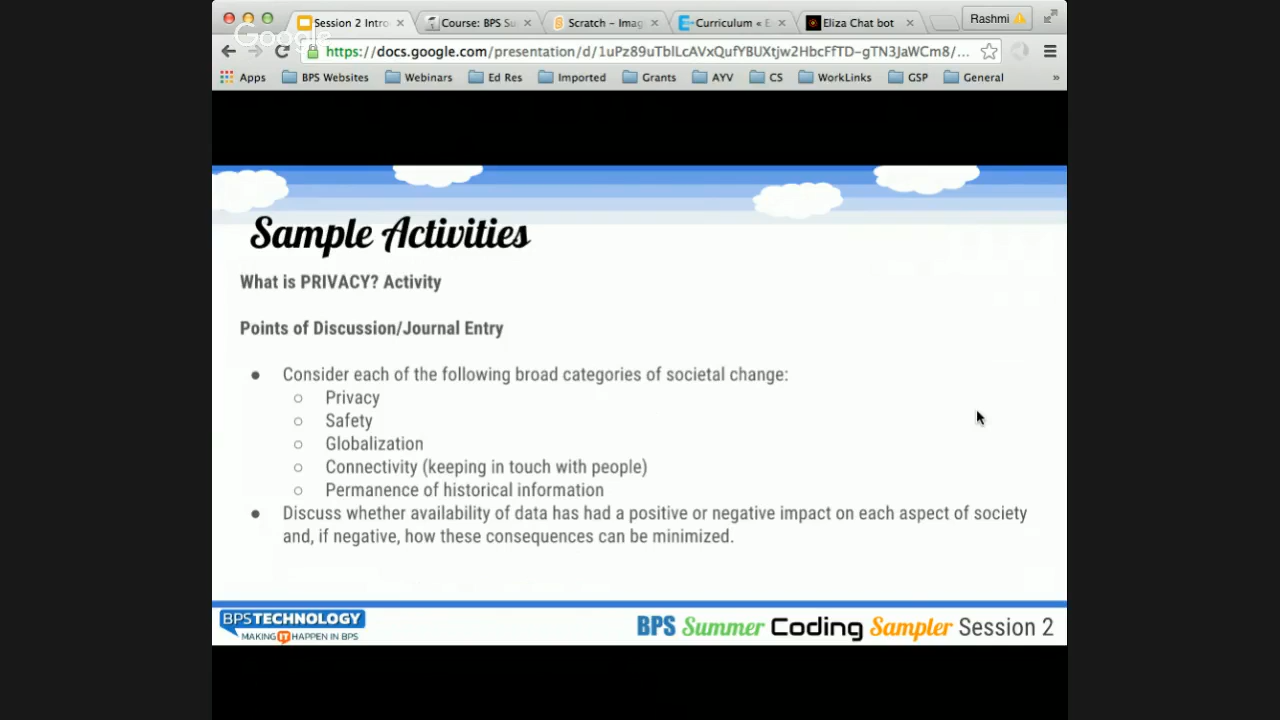 Session 2 Intro
Course: BPS Su
Scratch – Imag
Curriculum « E
Eliza Chat bot
Rashmi
Google
https://docs.google.com/presentation/d/1uPz89uTblLcAVxQufYBUXtjw2HbcFfTD-gTN3JaWCm8/...
Apps BPS Websites Webinars Ed Res Imported Grants AYV CS WorkLinks GSP General »
Sample Activities
What is PRIVACY? Activity
Points of Discussion/Journal Entry
● Consider each of the following broad categories of societal change:
○ Privacy
○ Safety
○ Globalization
○ Connectivity (keeping in touch with people)
○ Permanence of historical information
● Discuss whether availability of data has had a positive or negative impact on each aspect of society
and, if negative, how these consequences can be minimized.
BPSTECHNOLOGY
MAKING IT HAPPEN IN BPS
BPS Summer Coding Sampler Session 2